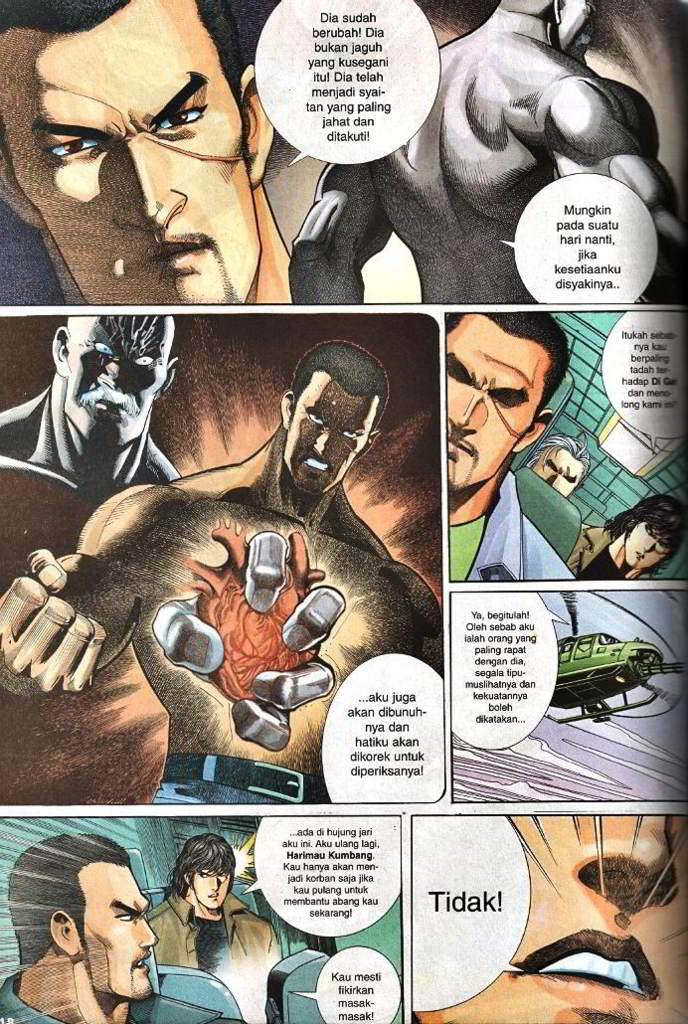 Dia sudah
berubah! Dia
bukan jaguh
yang kusegani
itu! Dia telah
menjadi syai-
tan yang paling
jahat dan
ditakuti!
Mungkin
pada suatu
hari nanti,
jika
kesetiaanku
disyakinya..
...aku juga
akan dibunuh-
nya dan
hatiku akan
dikorek untuk
diperiksanya!
Itukah sebab-
nya kau
berpaling
tadah ter-
hadap Di Gat
dan meno-
long kami ini?
Ya, begitulah!
Oleh sebab aku
ialah orang yang
paling rapat
dengan dia,
segala tipu-
muslihatnya dan
kekuatannya
boleh
dikatakan...
...ada di hujung jari
aku ini. Aku ulang lagi,
Harimau Kumbang.
Kau hanya akan men-
jadi korban saja jika
kau pulang untuk
membantu abang kau
sekarang!
Kau mesti
fikirkan
masak-
masak!
Tidak!